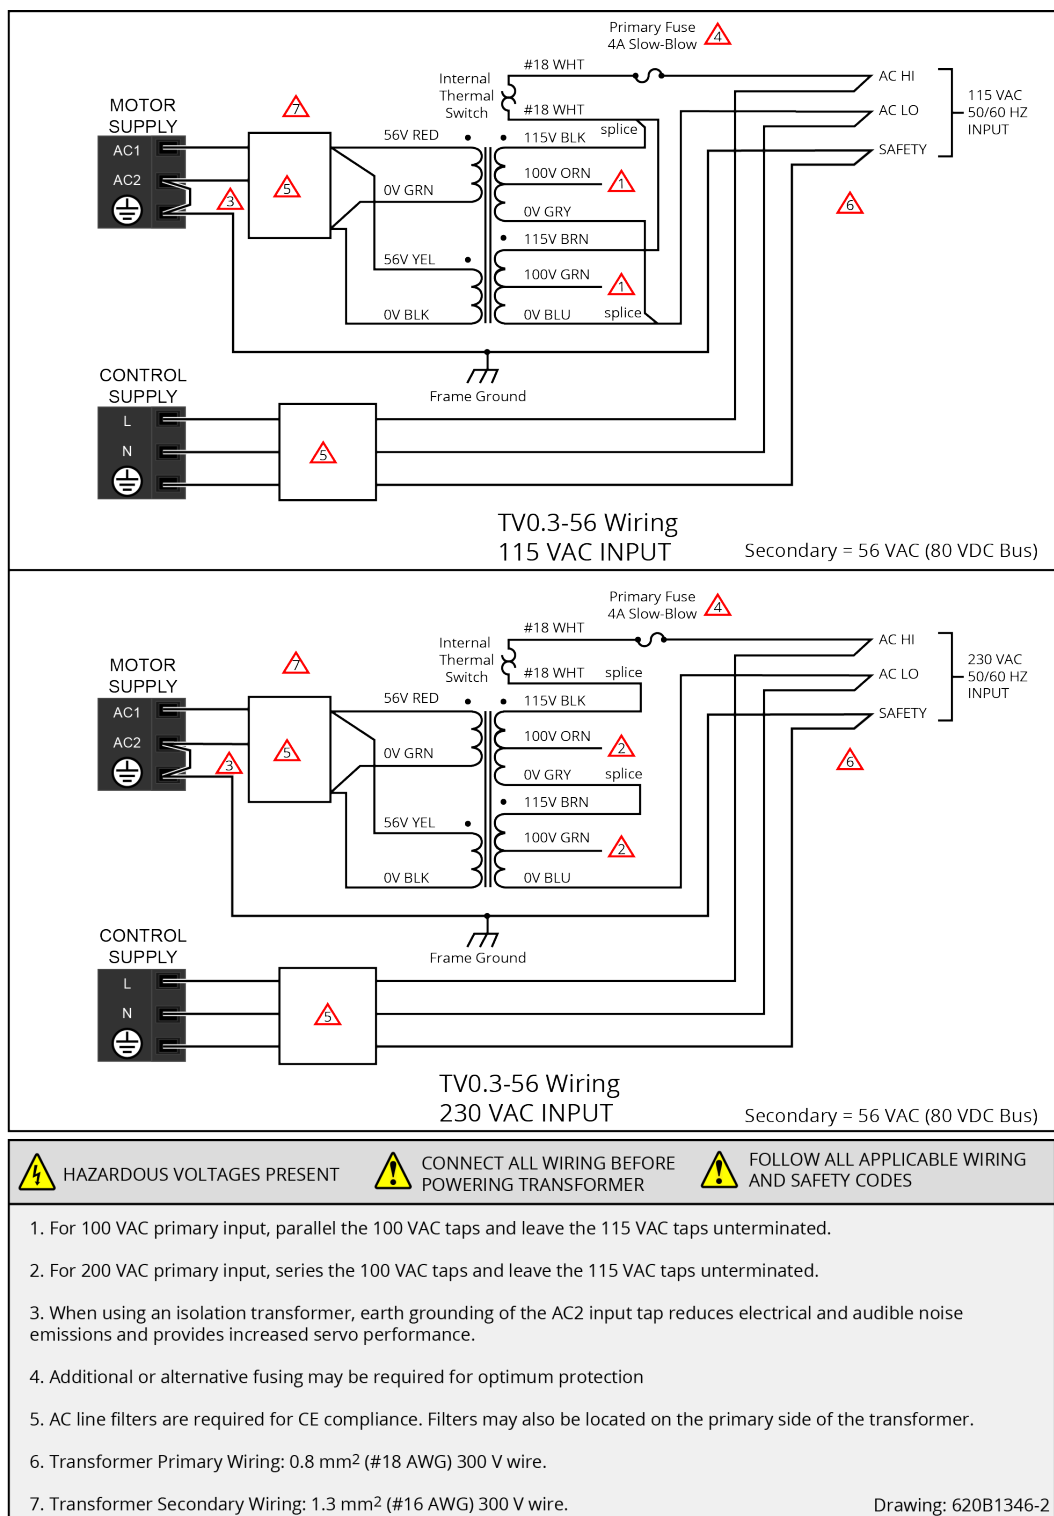 Primary Fuse
4A Slow-Blow
4
#18 WHT
Internal
Thermal
Switch
#18 WHT
splice
AC HI
AC LO
SAFETY
115 VAC
50/60 HZ
INPUT
MOTOR
SUPPLY
AC1
AC2
7
5
3
56V RED
0V GRN
56V YEL
0V BLK
115V BLK
100V ORN
1
0V GRY
115V BRN
100V GRN
1
0V BLU
splice
6
Frame Ground
CONTROL
SUPPLY
L
N
5
TV0.3-56 Wiring
115 VAC INPUT
Secondary = 56 VAC (80 VDC Bus)
Primary Fuse
4A Slow-Blow
4
#18 WHT
Internal
Thermal
Switch
#18 WHT
splice
AC HI
AC LO
SAFETY
230 VAC
50/60 HZ
INPUT
MOTOR
SUPPLY
AC1
AC2
7
5
3
56V RED
0V GRN
56V YEL
0V BLK
115V BLK
100V ORN
2
0V GRY
splice
115V BRN
100V GRN
2
0V BLU
6
Frame Ground
CONTROL
SUPPLY
L
N
5
TV0.3-56 Wiring
230 VAC INPUT
Secondary = 56 VAC (80 VDC Bus)
HAZARDOUS VOLTAGES PRESENT
CONNECT ALL WIRING BEFORE
POWERING TRANSFORMER
FOLLOW ALL APPLICABLE WIRING
AND SAFETY CODES
1. For 100 VAC primary input, parallel the 100 VAC taps and leave the 115 VAC taps unterminated.
2. For 200 VAC primary input, series the 100 VAC taps and leave the 115 VAC taps unterminated.
3. When using an isolation transformer, earth grounding of the AC2 input tap reduces electrical and audible noise
emissions and provides increased servo performance.
4. Additional or alternative fusing may be required for optimum protection
5. AC line filters are required for CE compliance. Filters may also be located on the primary side of the transformer.
6. Transformer Primary Wiring: 0.8 mm² (#18 AWG) 300 V wire.
7. Transformer Secondary Wiring: 1.3 mm² (#16 AWG) 300 V wire.
Drawing: 620B1346-2